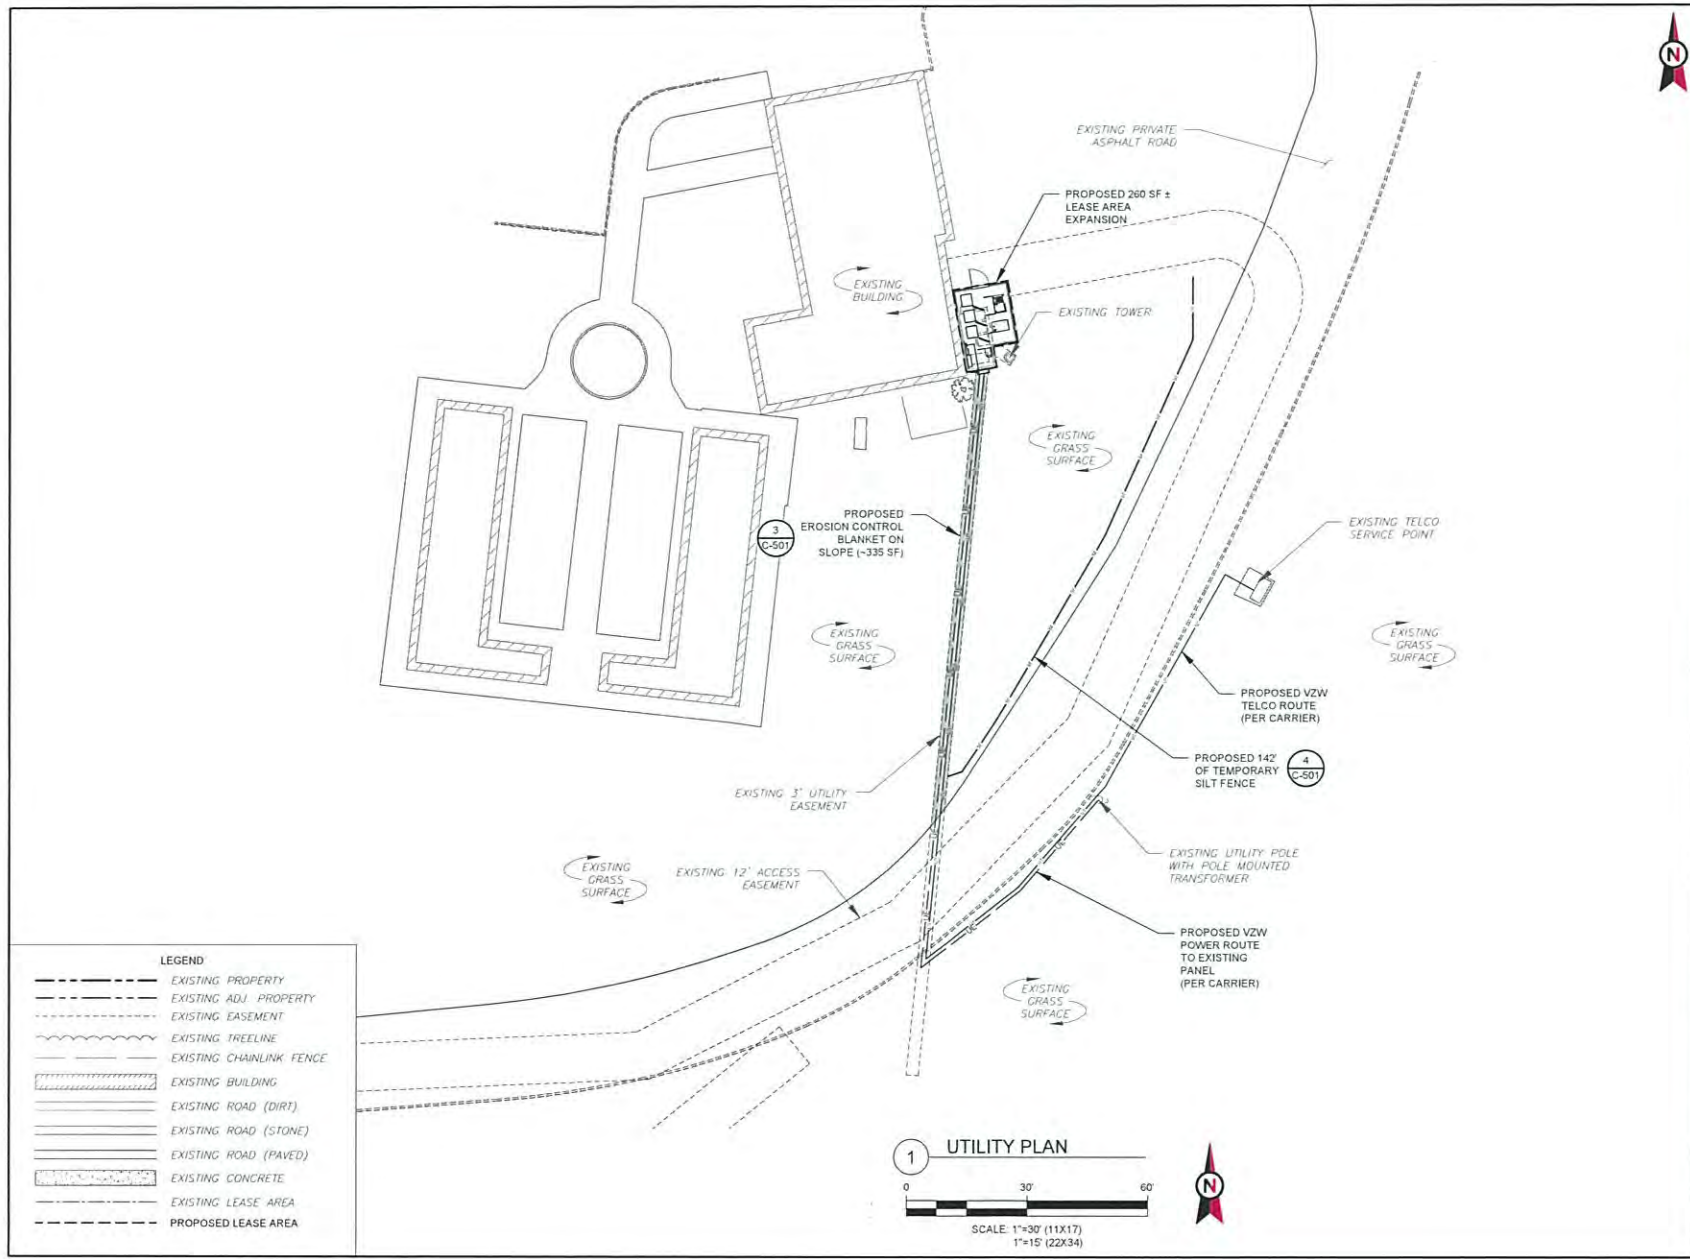 N
EXISTING PRIVATE
ASPHALT ROAD
PROPOSED 260 SF ±
LEASE AREA
EXPANSION
EXISTING
BUILDING
EXISTING TOWER
EXISTING
GRASS
SURFACE
PROPOSED
EROSION CONTROL
BLANKET ON
SLOPE (~335 SF)
3
C-501
EXISTING TELCO
SERVICE POINT
EXISTING
GRASS
SURFACE
EXISTING
GRASS
SURFACE
PROPOSED VZW
TELCO ROUTE
(PER CARRIER)
PROPOSED 142'
OF TEMPORARY
SILT FENCE
4
C-501
EXISTING 3' UTILITY
EASEMENT
EXISTING UTILITY POLE
WITH POLE MOUNTED
TRANSFORMER
EXISTING 12' ACCESS
EASEMENT
EXISTING
GRASS
SURFACE
PROPOSED VZW
POWER ROUTE
TO EXISTING
PANEL
(PER CARRIER)
EXISTING
GRASS
SURFACE
LEGEND
EXISTING PROPERTY
EXISTING ADJ. PROPERTY
EXISTING EASEMENT
EXISTING TREELINE
EXISTING CHAINLINK FENCE
EXISTING BUILDING
EXISTING ROAD (DIRT)
EXISTING ROAD (STONE)
EXISTING ROAD (PAVED)
EXISTING CONCRETE
EXISTING LEASE AREA
PROPOSED LEASE AREA
1 UTILITY PLAN
0 30' 60'
SCALE: 1"=30' (11X17)
1"=15' (22X34)
N